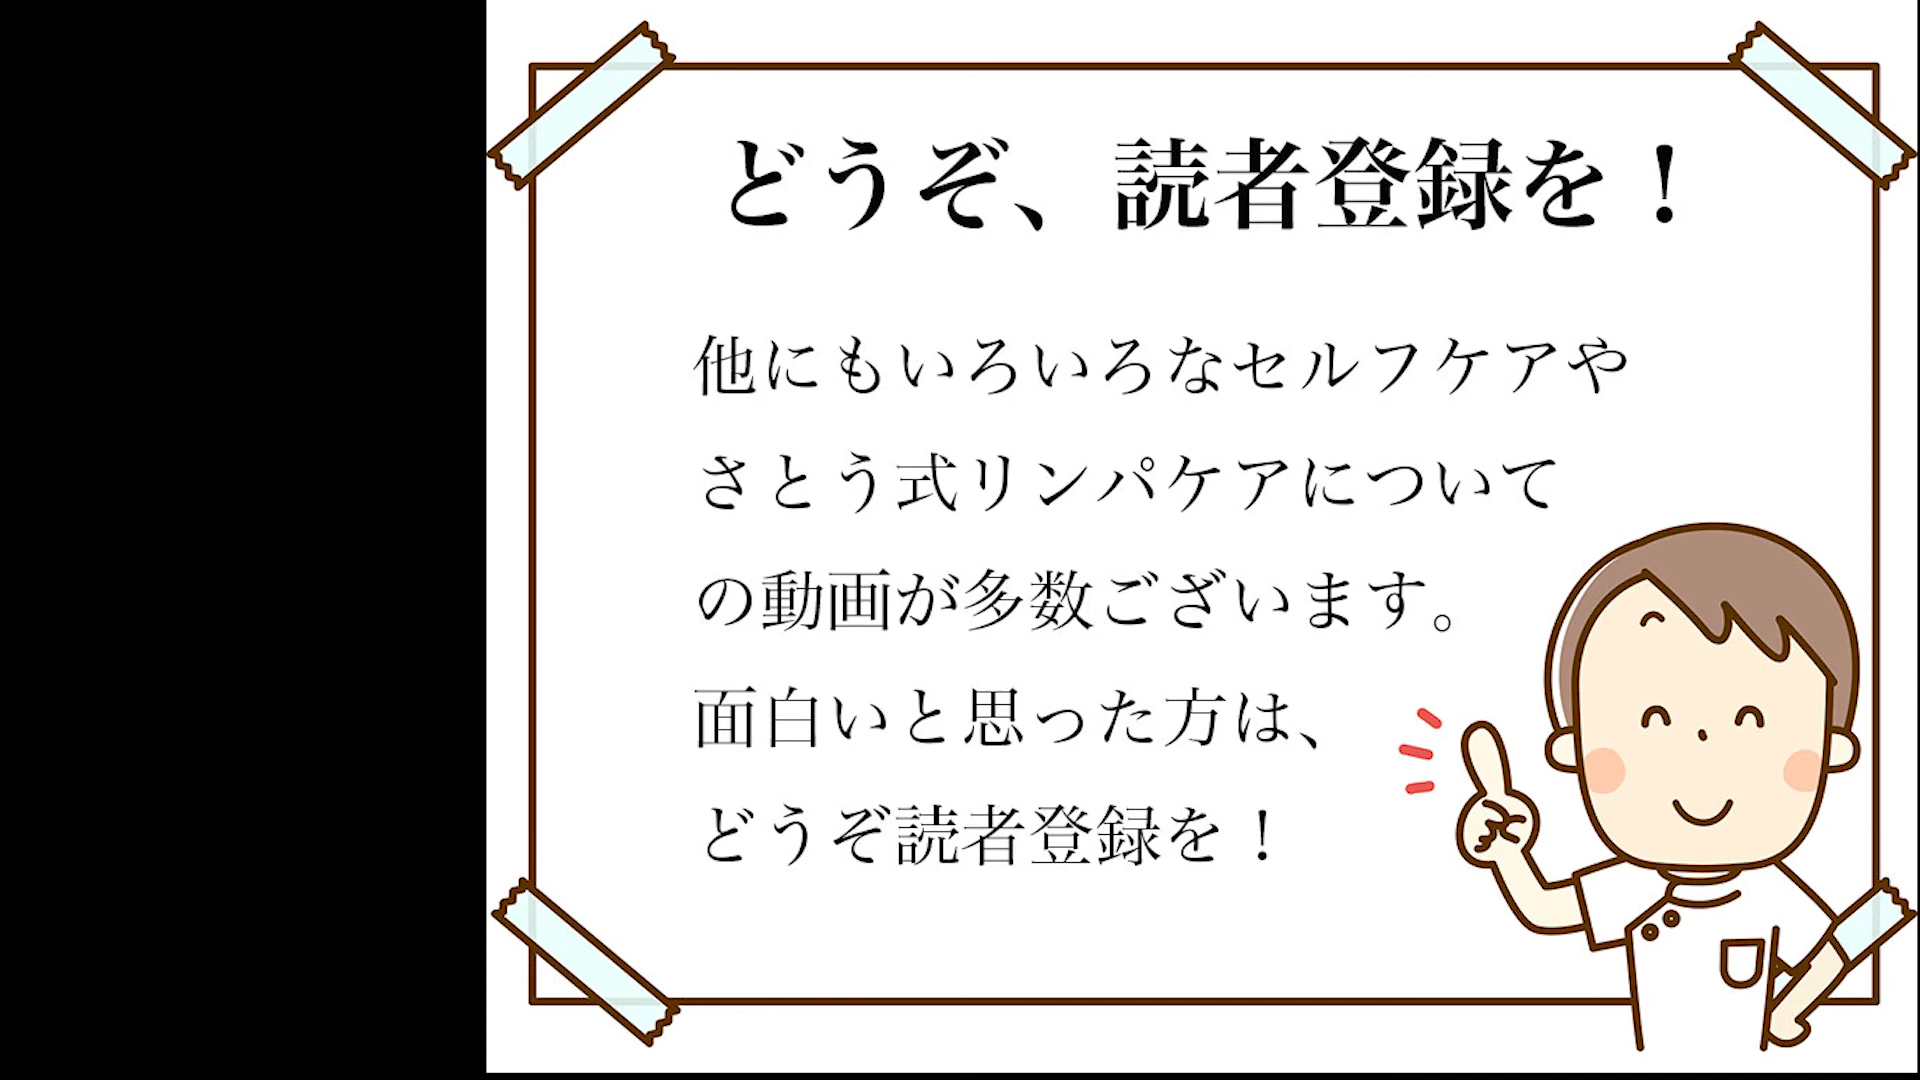 どうぞ、読者登録を！
他にもいろいろなセルフケアや
さとう式リンパケアについて
の動画が多数ございます。
面白いと思った方は、
どうぞ読者登録を！